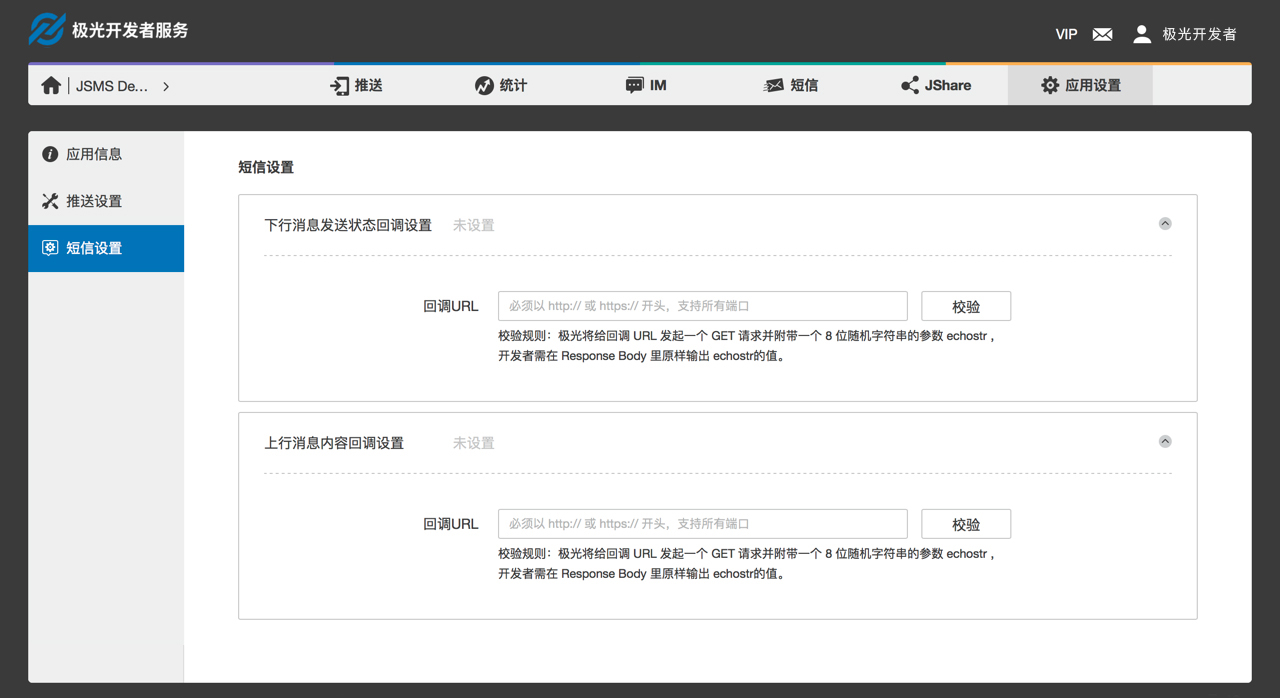 极光开发者服务
VIP 极光开发者
JSMS De... 推送 统计 IM 短信 JShare 应用设置
应用信息
推送设置
短信设置
短信设置
下行消息发送状态回调设置 未设置
回调URL 必须以 http:// 或 https:// 开头，支持所有端口 校验
校验规则：极光将给回调 URL 发起一个 GET 请求并附带一个 8 位随机字符串的参数 echostr ，
开发者需在 Response Body 里原样输出 echostr的值。
上行消息内容回调设置 未设置
回调URL 必须以 http:// 或 https:// 开头，支持所有端口 校验
校验规则：极光将给回调 URL 发起一个 GET 请求并附带一个 8 位随机字符串的参数 echostr ，
开发者需在 Response Body 里原样输出 echostr的值。